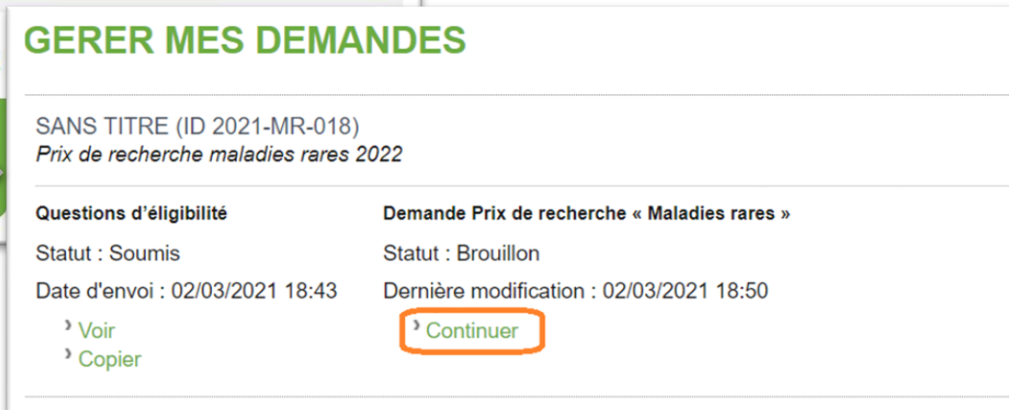 GERER MES DEMANDES
SANS TITRE (ID 2021-MR-018)
Prix de recherche maladies rares 2022
Questions d'éligibilité
Demande Prix de recherche « Maladies rares »
Statut : Soumis
Statut : Brouillon
Date d'envoi : 02/03/2021 18:43
Dernière modification : 02/03/2021 18:50
Voir
Continuer
Copier